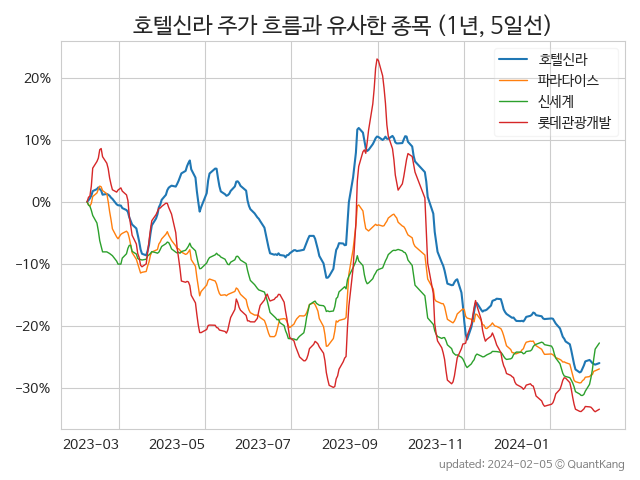 호텔신라 주가 흐름과 유사한 종목 (1년, 5일선)
호텔신라
파라다이스
신세계
롯데관광개발
20%
10%
0%
−10%
−20%
−30%
2023-03 2023-05 2023-07 2023-09 2023-11 2024-01
updated: 2024-02-05 © QuantKang